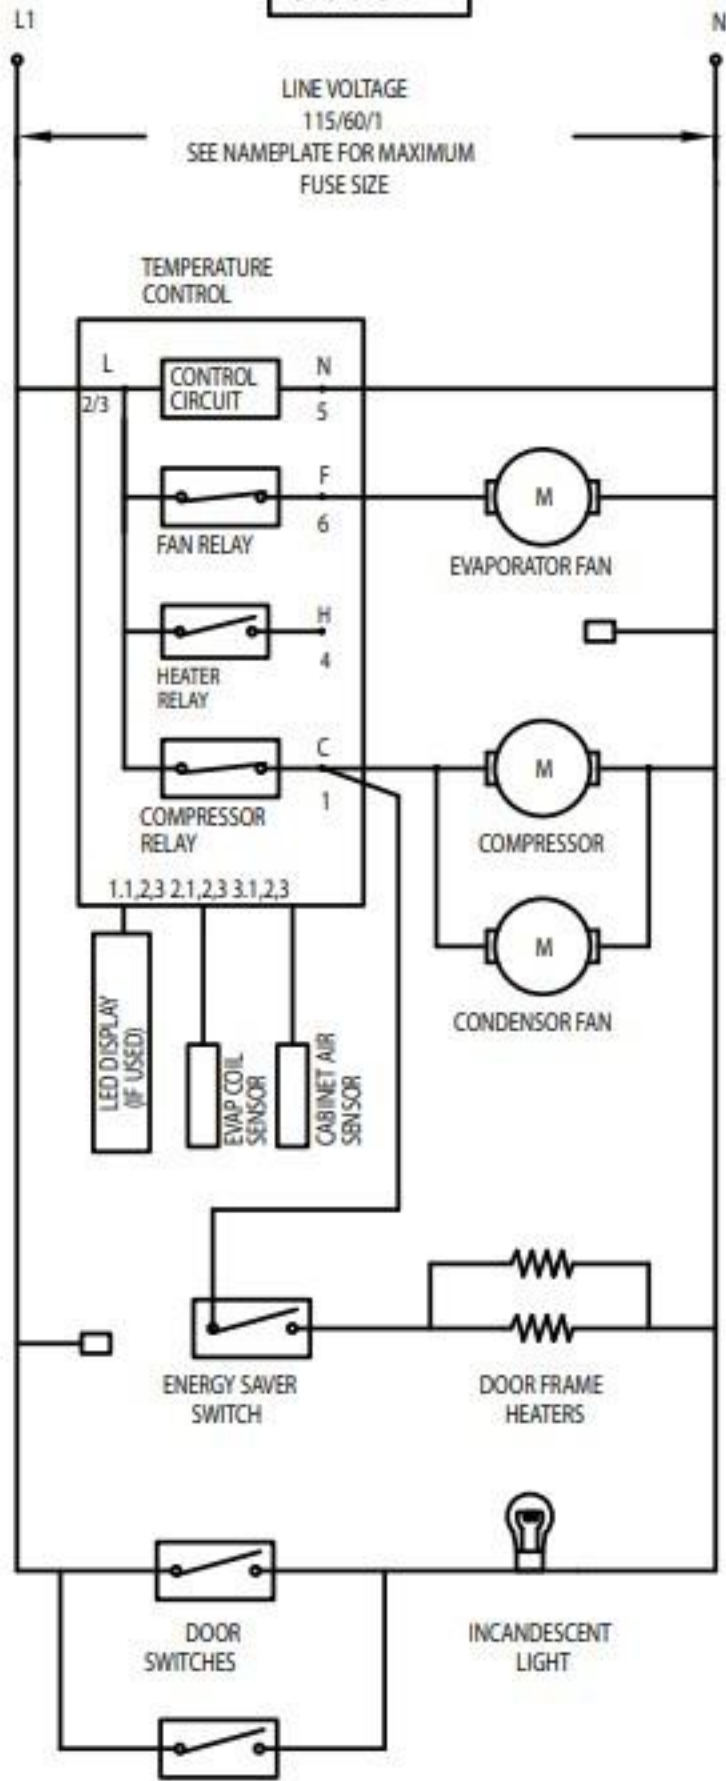 L1
N
LINE VOLTAGE
115/60/1
SEE NAMEPLATE FOR MAXIMUM
FUSE SIZE
TEMPERATURE
CONTROL
L
2/3
CONTROL
CIRCUIT
N
5
F
6
FAN RELAY
M
EVAPORATOR FAN
H
4
HEATER
RELAY
C
1
COMPRESSOR
RELAY
M
COMPRESSOR
1.1,2,3 2.1,2,3 3.1,2,3
M
CONDENSOR FAN
LED DISPLAY
(IF USED)
EVAP COIL
SENSOR
CABINET AIR
SENSOR
ENERGY SAVER
SWITCH
DOOR FRAME
HEATERS
DOOR
SWITCHES
INCANDESCENT
LIGHT